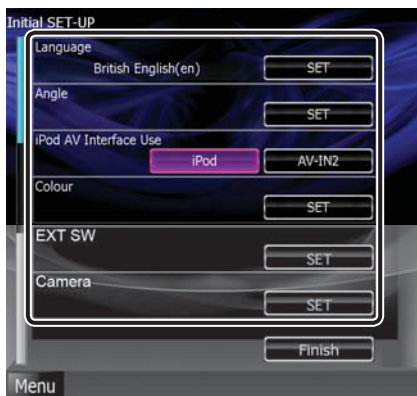 Initial SET-UP
Language
British English(en) SET
Angle
SET
iPod AV Interface Use
iPod AV-IN2
Colour
SET
EXT SW
SET
Camera
SET
Finish
Menu